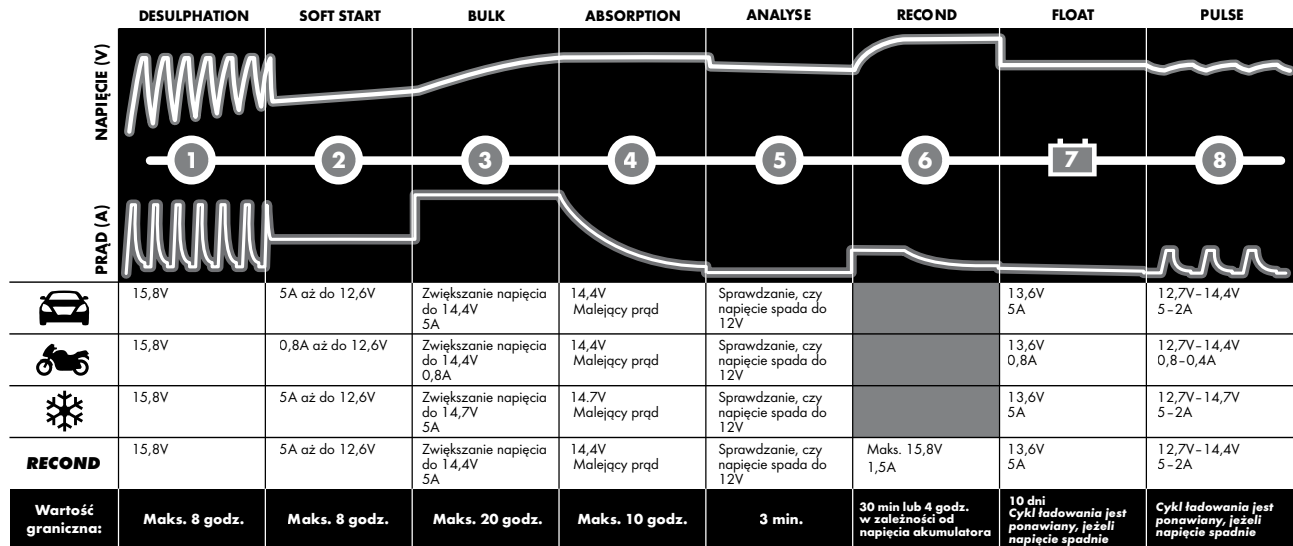 DESULPHATION SOFT START BULK ABSORPTION ANALYSE RECOND FLOAT PULSE
NAPIĘCIE (V)
1 2 3 4 5 6 7 8
PRĄD (A)
15,8V
5A aż do 12,6V
Zwiększanie napięcia
do 14,4V
5A
14,4V
Malejący prąd
Sprawdzanie, czy
napięcie spada do
12V
13,6V
5A
12,7V–14,4V
5–2A
15,8V
0,8A aż do 12,6V
Zwiększanie napięcia
do 14,4V
0,8A
14,4V
Malejący prąd
Sprawdzanie, czy
napięcie spada do
12V
13,6V
0,8A
12,7V–14,4V
0,8–0,4A
15,8V
5A aż do 12,6V
Zwiększanie napięcia
do 14,7V
5A
14.7V
Malejący prąd
Sprawdzanie, czy
napięcie spada do
12V
13,6V
5A
12,7V–14,7V
5–2A
RECOND
15,8V
5A aż do 12,6V
Zwiększanie napięcia
do 14,4V
5A
14,4V
Malejący prąd
Sprawdzanie, czy
napięcie spada do
12V
Maks. 15,8V
1,5A
13,6V
5A
12,7V–14,4V
5–2A
Wartość
graniczna:
Maks. 8 godz.
Maks. 8 godz.
Maks. 20 godz.
Maks. 10 godz.
3 min.
30 min lub 4 godz.
w zależności od
napięcia akumulatora
10 dni
Cykl ładowania jest
ponawiany, jeżeli
napięcie spadnie
Cykl ładowania jest
ponawiany, jeżeli
napięcie spadnie